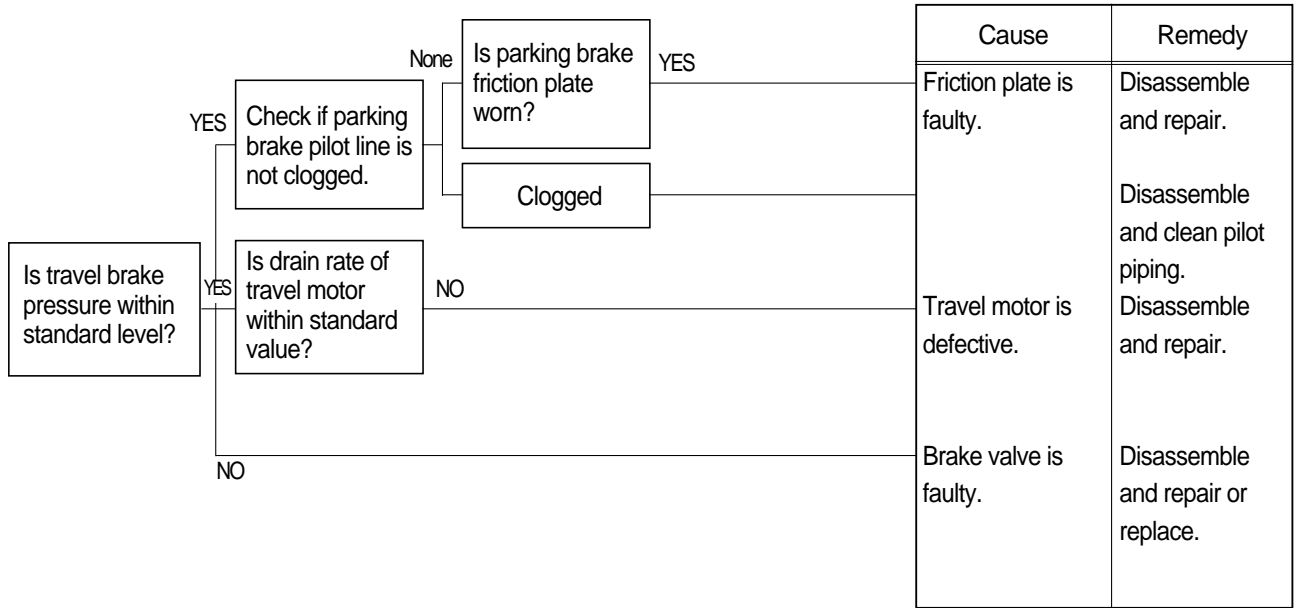 Is travel brake
pressure within
standard level?
YES
Check if parking
brake pilot line is
not clogged.
None
Is parking brake
friction plate
worn?
YES
Clogged
YES
Is drain rate of
travel motor
within standard
value?
NO
NO
Cause
Remedy
Friction plate is
faulty.
Disassemble
and repair.
Disassemble
and clean pilot
piping.
Travel motor is
defective.
Disassemble
and repair.
Brake valve is
faulty.
Disassemble
and repair or
replace.